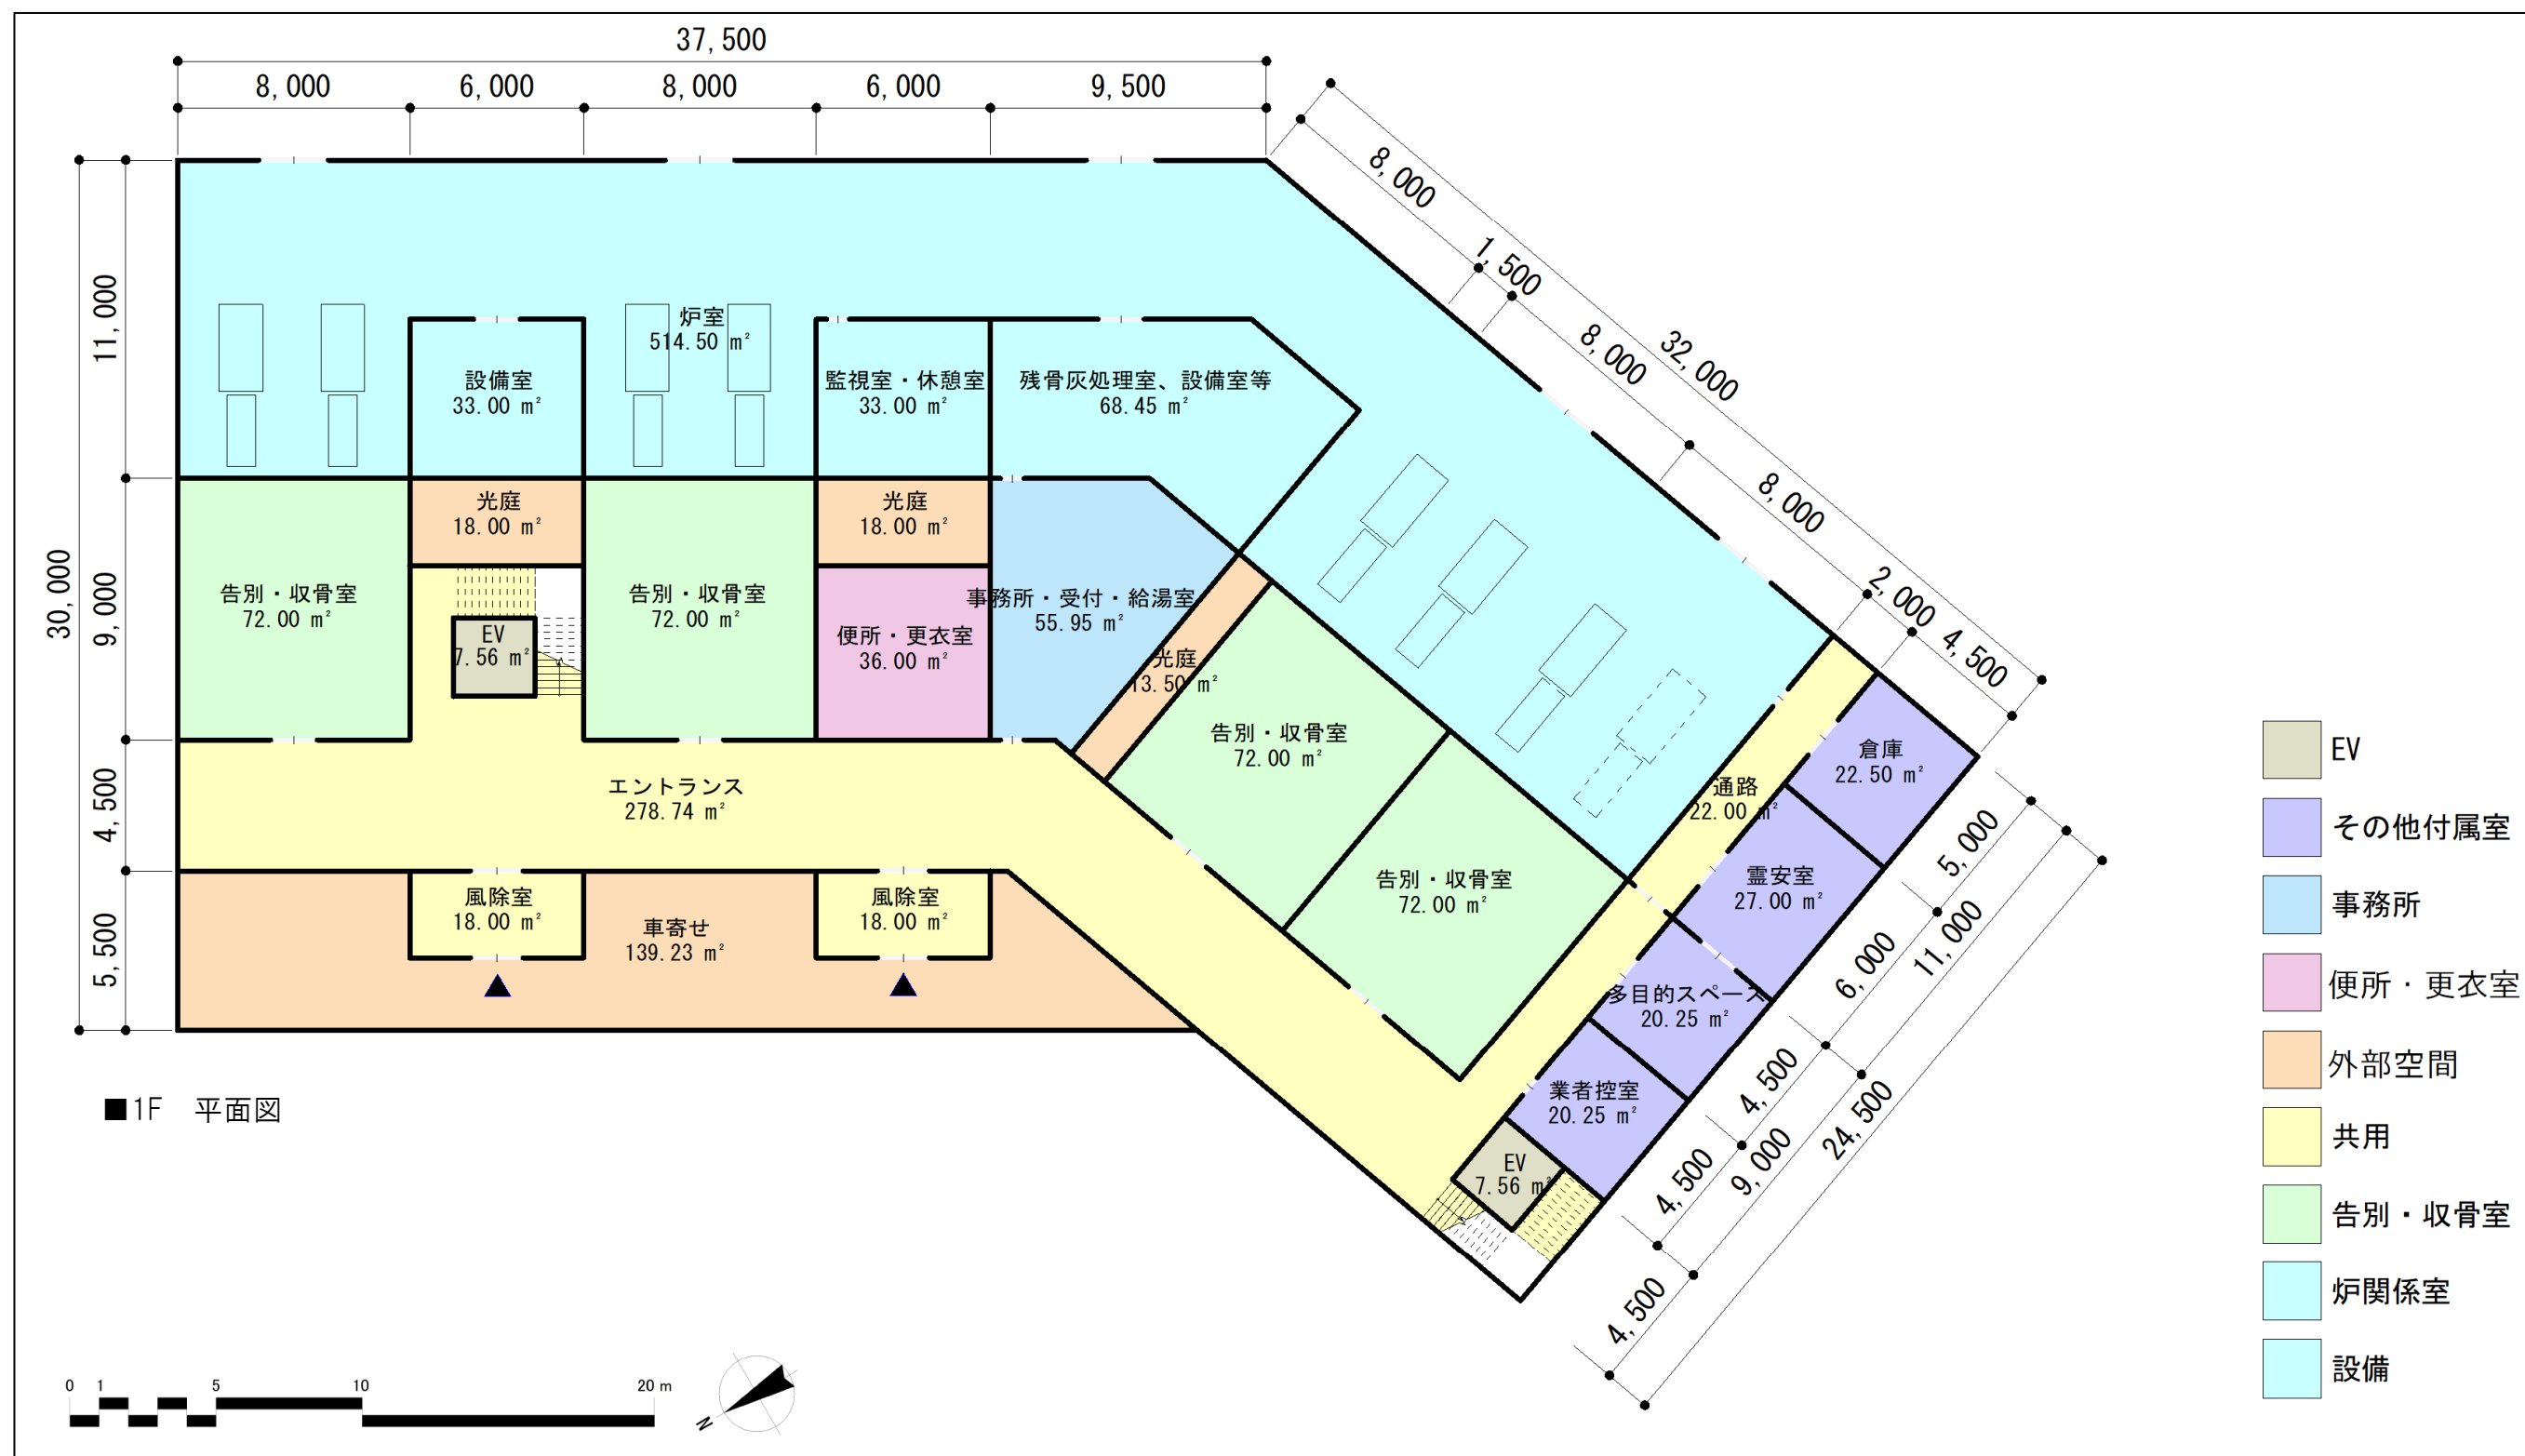 37,500
8,000
6,000
8,000
6,000
9,500
8,000
1,500
8,000
32,000
8,000
2,000
4,500
30,000
11,000
9,000
4,500
5,500
炉室
514.50 m²
設備室
33.00 m²
監視室・休憩室
33.00 m²
残骨灰処理室、設備室等
68.45 m²
光庭
18.00 m²
光庭
18.00 m²
告別・収骨室
72.00 m²
EV
7.56 m²
告別・収骨室
72.00 m²
便所・更衣室
36.00 m²
事務所・受付・給湯室
55.95 m²
光庭
13.50 m²
告別・収骨室
72.00 m²
告別・収骨室
72.00 m²
通路
22.00 m²
倉庫
22.50 m²
霊安室
27.00 m²
多目的スペース
20.25 m²
業者控室
20.25 m²
EV
7.56 m²
エントランス
278.74 m²
風除室
18.00 m²
車寄せ
139.23 m²
風除室
18.00 m²
5,000
6,000
11,000
4,500
4,500
9,000
24,500
4,500
■1F 平面図
0 1 5 10 20 m
N
EV
その他付属室
事務所
便所・更衣室
外部空間
共用
告別・収骨室
炉関係室
設備